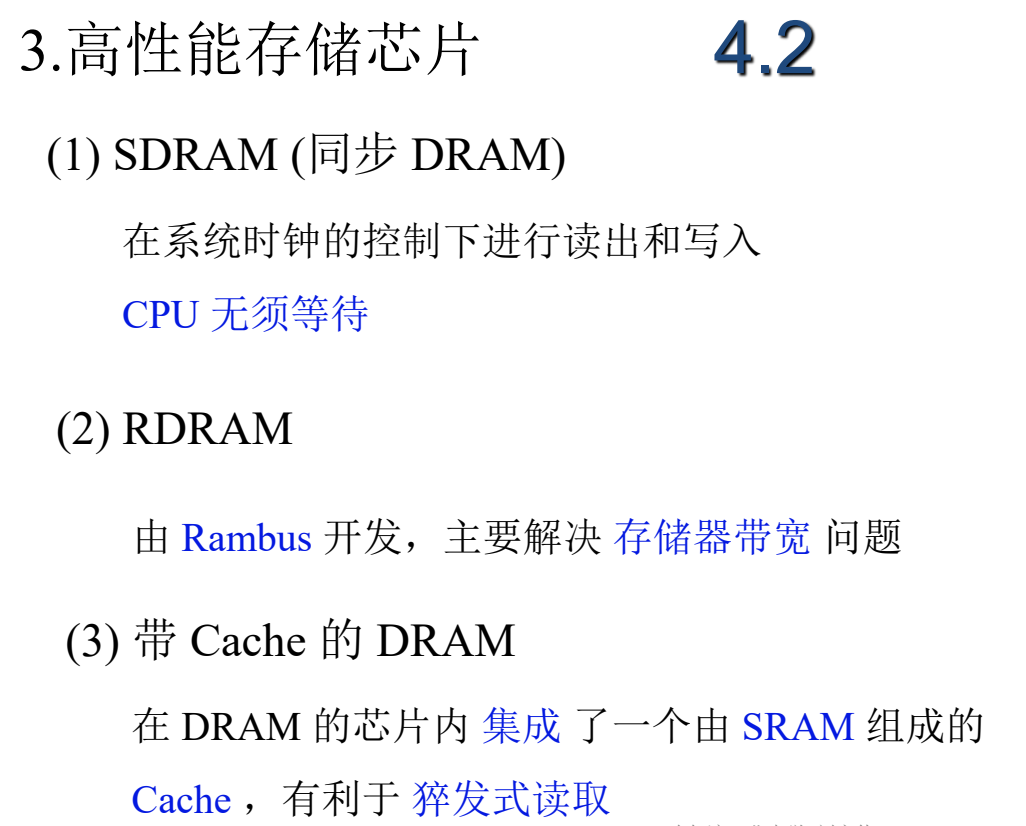 3.高性能存储芯片 4.2
(1) SDRAM (同步 DRAM)
在系统时钟的控制下进行读出和写入
CPU 无须等待
(2) RDRAM
由 Rambus 开发，主要解决 存储器带宽 问题
(3) 带 Cache 的 DRAM
在 DRAM 的芯片内 集成 了一个由 SRAM 组成的
Cache ，有利于 猝发式读取